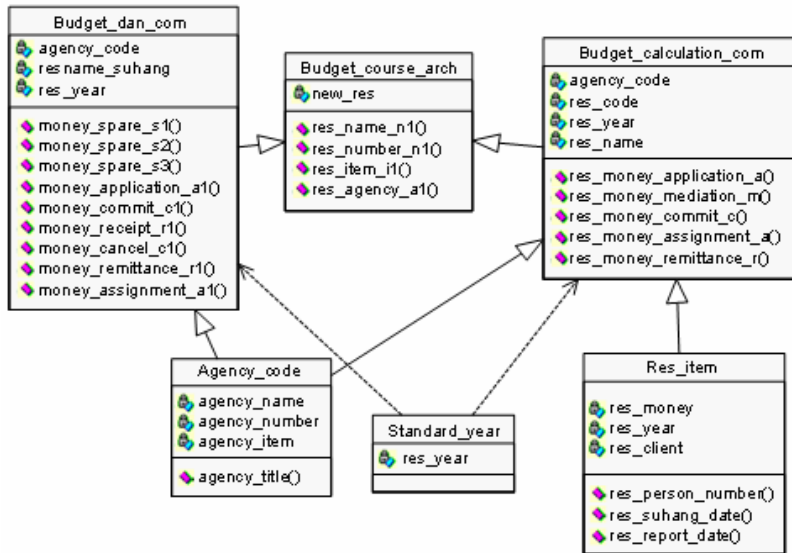 Budget_dan_com
agency_code
resname_suhang
res_year
money_spare_s1()
money_spare_s2()
money_spare_s3()
money_application_a1()
money_commit_c1()
money_receipt_r1()
money_cancel_c1()
money_remittance_r1()
money_assignment_a1()
Budget_course_arch
new_res
res_name_n1()
res_number_n1()
res_item_i1()
res_agency_a1()
Budget_calculation_com
agency_code
res_code
res_year
res_name
res_money_application_a()
res_money_mediation_m()
res_money_commit_c()
res_money_assignment_a()
res_money_remittance_r()
Agency_code
agency_name
agency_number
agency_item
agency_title()
Standard_year
res_year
Res_item
res_money
res_year
res_client
res_person_number()
res_suhang_date()
res_report_date()